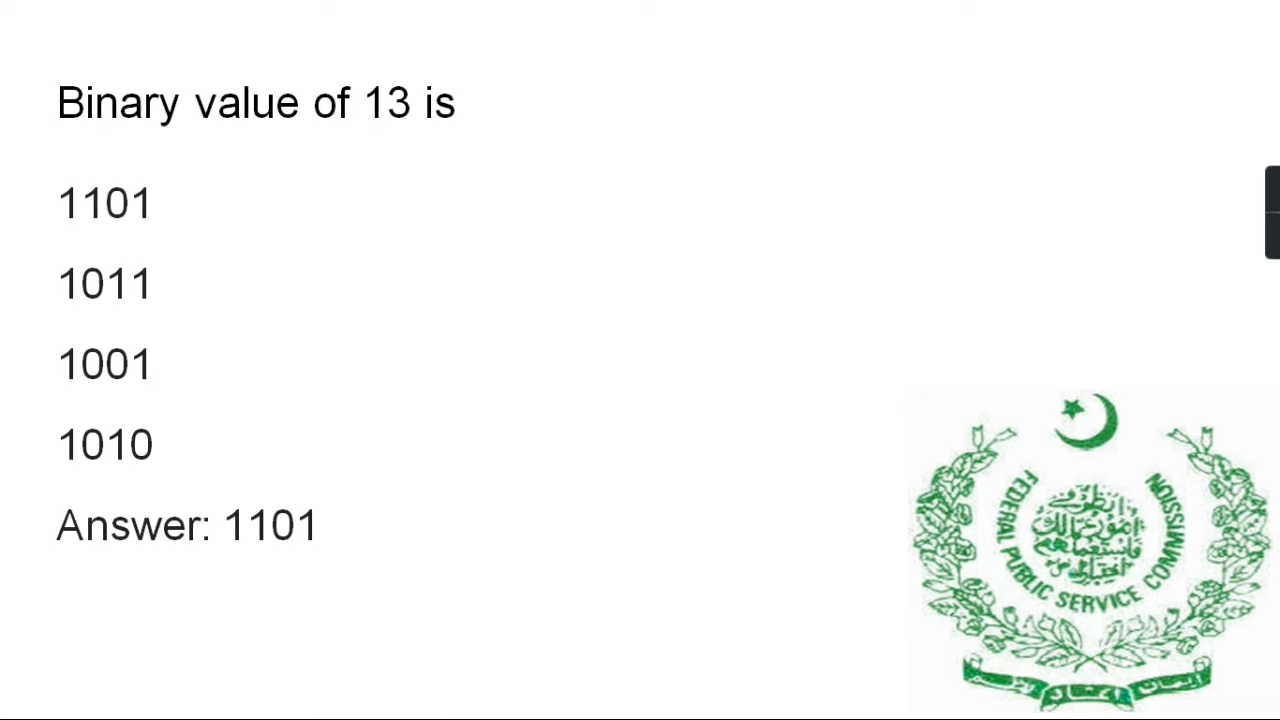 Binary value of 13 is
1101
1011
1001
1010
Answer: 1101
FEDERAL PUBLIC SERVICE COMMISSION